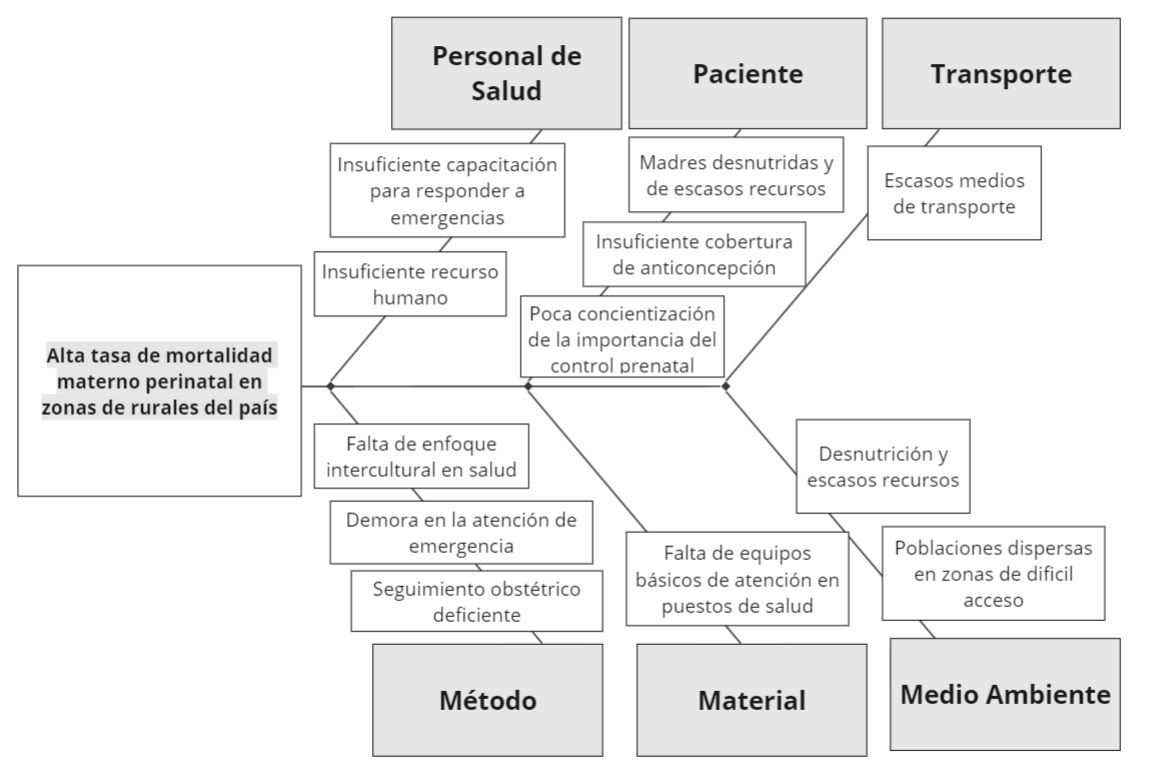 Personal de
Salud
Paciente
Transporte
Insuficiente capacitación
para responder a
emergencias
Madres desnutridas y
de escasos recursos
Escasos medios
de transporte
Insuficiente cobertura
de anticoncepción
Insuficiente recurso
humano
Poca concientización
de la importancia del
control prenatal
Alta tasa de mortalidad
materno perinatal en
zonas de rurales del país
Falta de enfoque
intercultural en salud
Desnutrición y
escasos recursos
Demora en la atención de
emergencia
Falta de equipos
básicos de atención en
puestos de salud
Poblaciones dispersas
en zonas de dificil
acceso
Seguimiento obstétrico
deficiente
Método
Material
Medio Ambiente